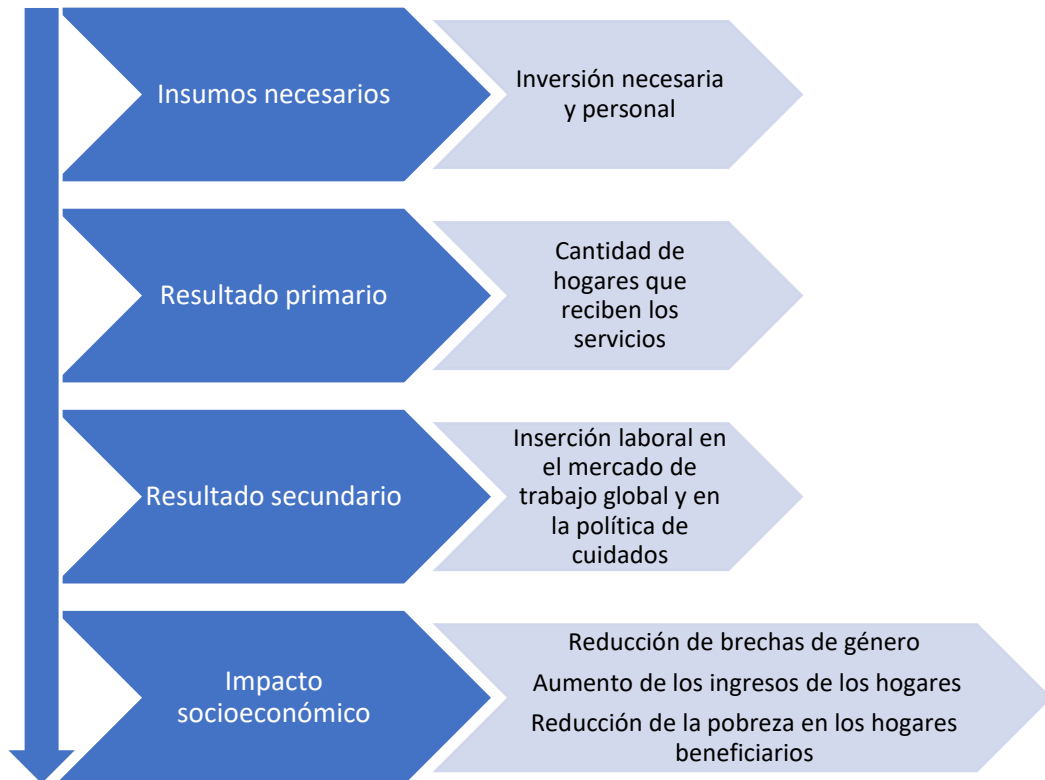 Insumos necesarios
Inversión necesaria
y personal
Resultado primario
Cantidad de
hogares que
reciben los
servicios
Resultado secundario
Inserción laboral en
el mercado de
trabajo global y en
la política de
cuidados
Impacto
socioeconómico
Reducción de brechas de género
Aumento de los ingresos de los hogares
Reducción de la pobreza en los hogares
beneficiarios